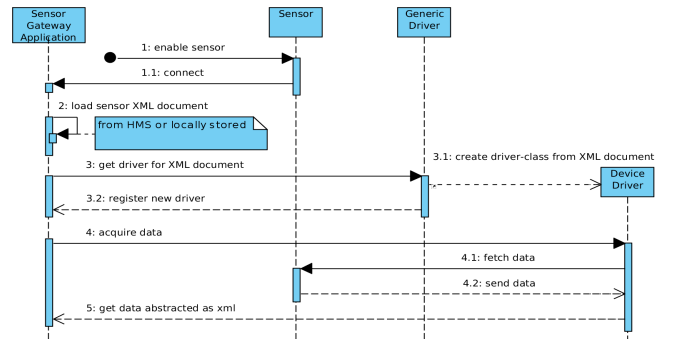 Sensor
Gateway
Application
Sensor
Generic
Driver
1: enable sensor
1.1: connect
2: load sensor XML document
from HMS or locally stored
3: get driver for XML document
3.1: create driver-class from XML document
Device
Driver
3.2: register new driver
4: acquire data
4.1: fetch data
4.2: send data
5: get data abstracted as xml